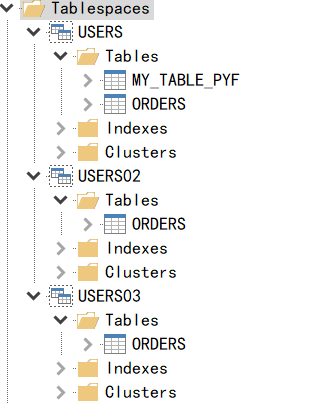 Tablespaces
USERS
Tables
MY_TABLE_PYF
ORDERS
Indexes
Clusters
USERS02
Tables
ORDERS
Indexes
Clusters
USERS03
Tables
ORDERS
Indexes
Clusters